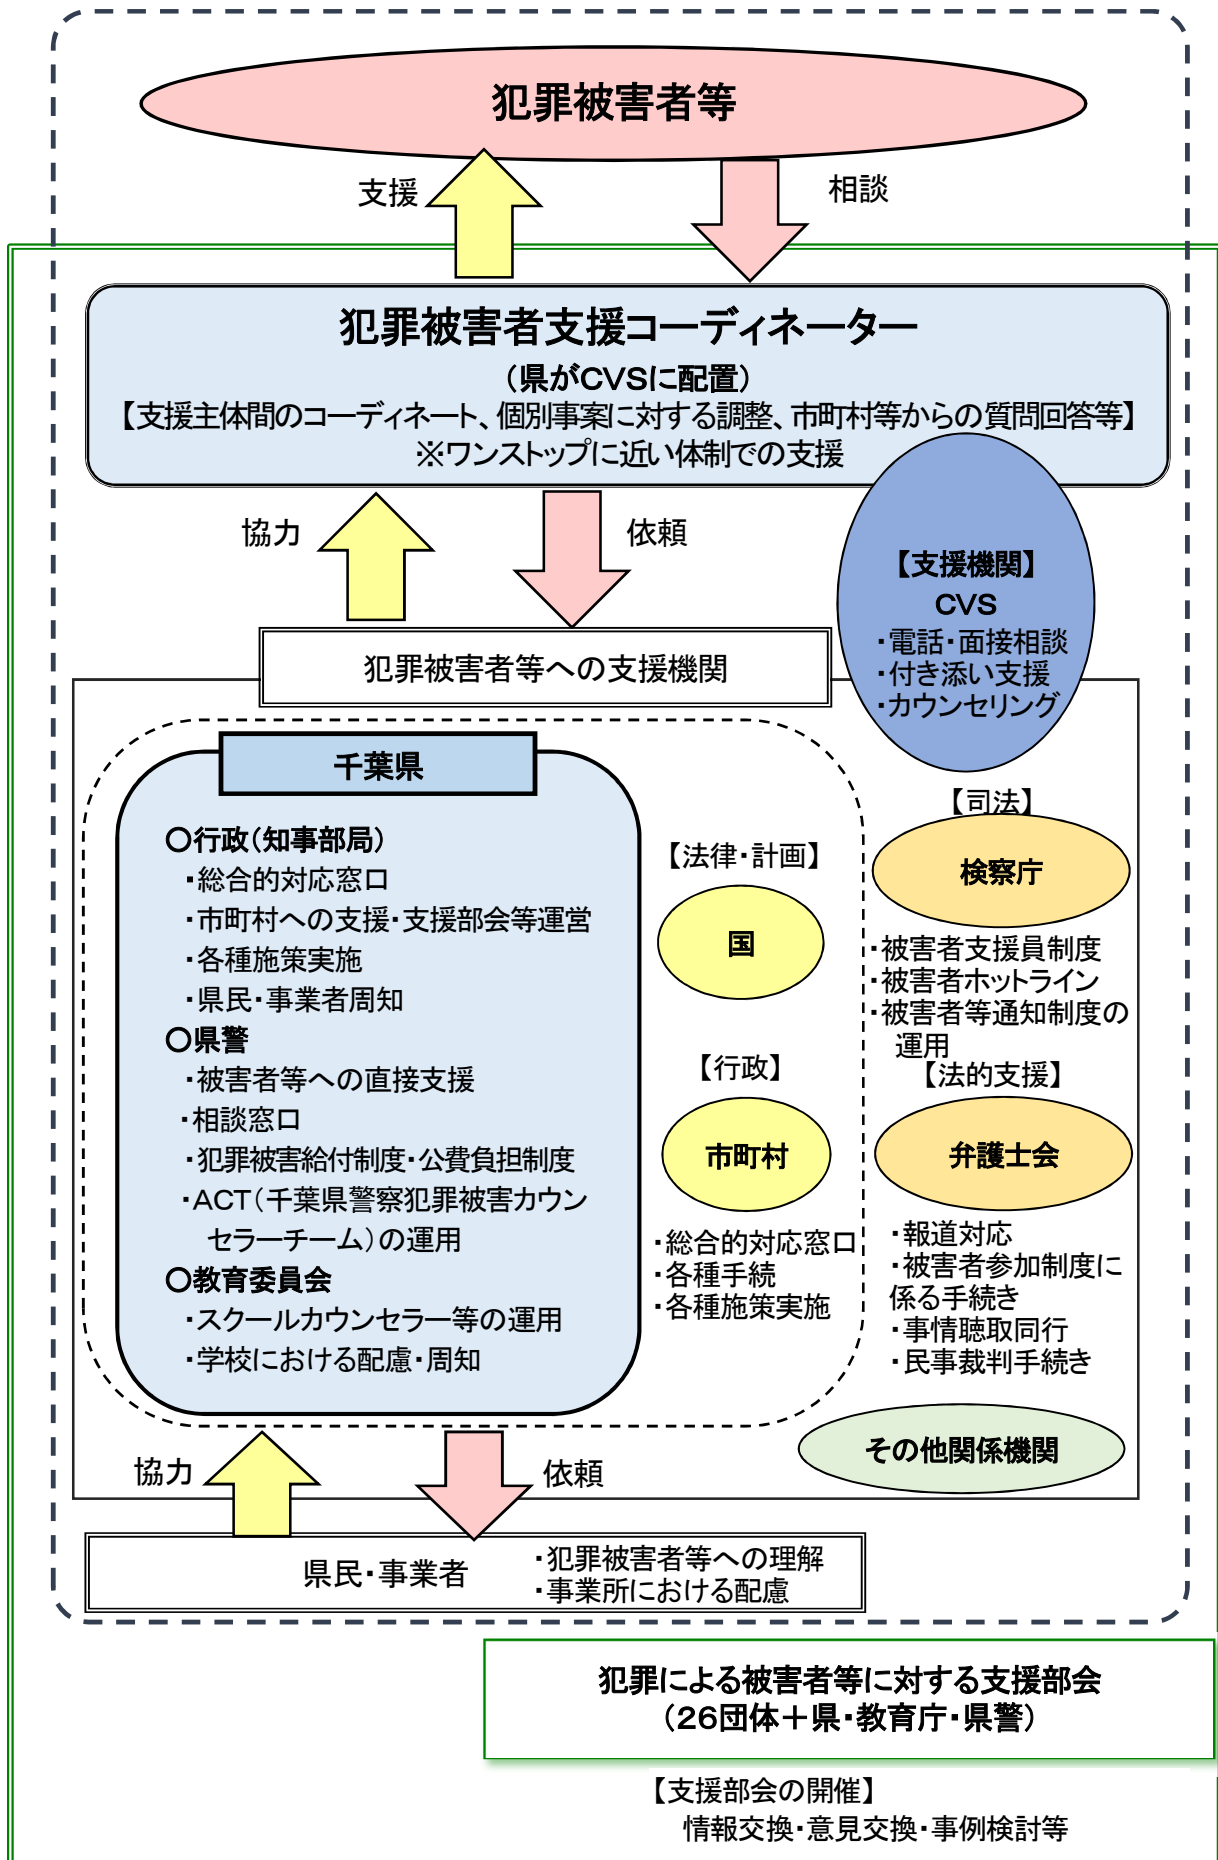 犯罪被害者等
支援
相談
犯罪被害者支援コーディネーター
（県がCVSに配置）
【支援主体間のコーディネート、個別事案に対する調整、市町村等からの質問回答等】
※ワンストップに近い体制での支援
協力
依頼
【支援機関】
CVS
・電話・面接相談
・付き添い支援
・カウンセリング
犯罪被害者等への支援機関
千葉県
〇行政（知事部局）
・総合的対応窓口
・市町村への支援・支援部会等運営
・各種施策実施
・県民・事業者周知
〇県警
・被害者等への直接支援
・相談窓口
・犯罪被害給付制度・公費負担制度
・ACT（千葉県警察犯罪被害カウン
セラーチーム）の運用
〇教育委員会
・スクールカウンセラー等の運用
・学校における配慮・周知
【法律・計画】
国
【行政】
市町村
・総合的対応窓口
・各種手続
・各種施策実施
【司法】
検察庁
・被害者支援員制度
・被害者ホットライン
・被害者等通知制度の
運用
【法的支援】
弁護士会
・報道対応
・被害者参加制度に
係る手続き
・事情聴取同行
・民事裁判手続き
その他関係機関
協力
依頼
県民・事業者
・犯罪被害者等への理解
・事業所における配慮
犯罪による被害者等に対する支援部会
（26団体＋県・教育庁・県警）
【支援部会の開催】
情報交換・意見交換・事例検討等